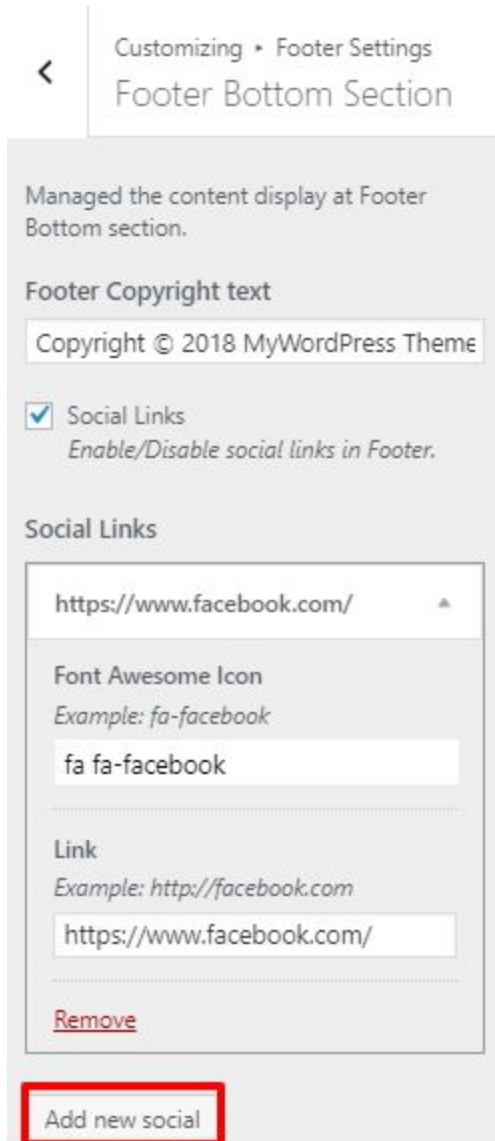 Customizing ▸ Footer Settings
Footer Bottom Section
Managed the content display at Footer
Bottom section.
Footer Copyright text
Copyright © 2018 MyWordPress Theme
Social Links
Enable/Disable social links in Footer.
Social Links
https://www.facebook.com/
Font Awesome Icon
Example: fa-facebook
fa fa-facebook
Link
Example: http://facebook.com
https://www.facebook.com/
Remove
Add new social